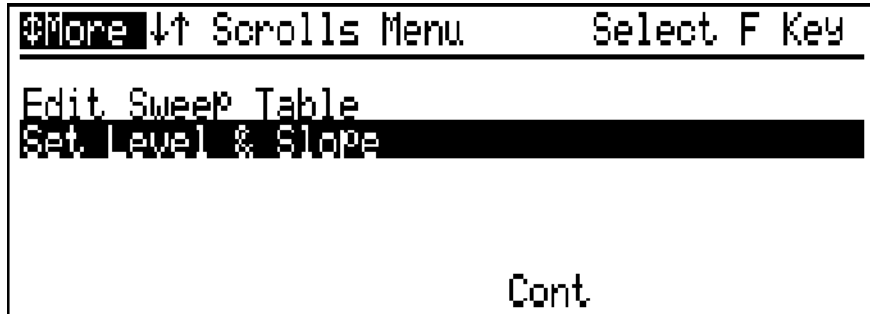 ↕More ↓↑ Scrolls Menu Select F Key
Edit Sweep Table
Set Level & Slope
Cont